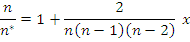 n/n* = 1 + 2/(n(n−1)(n−2)) x